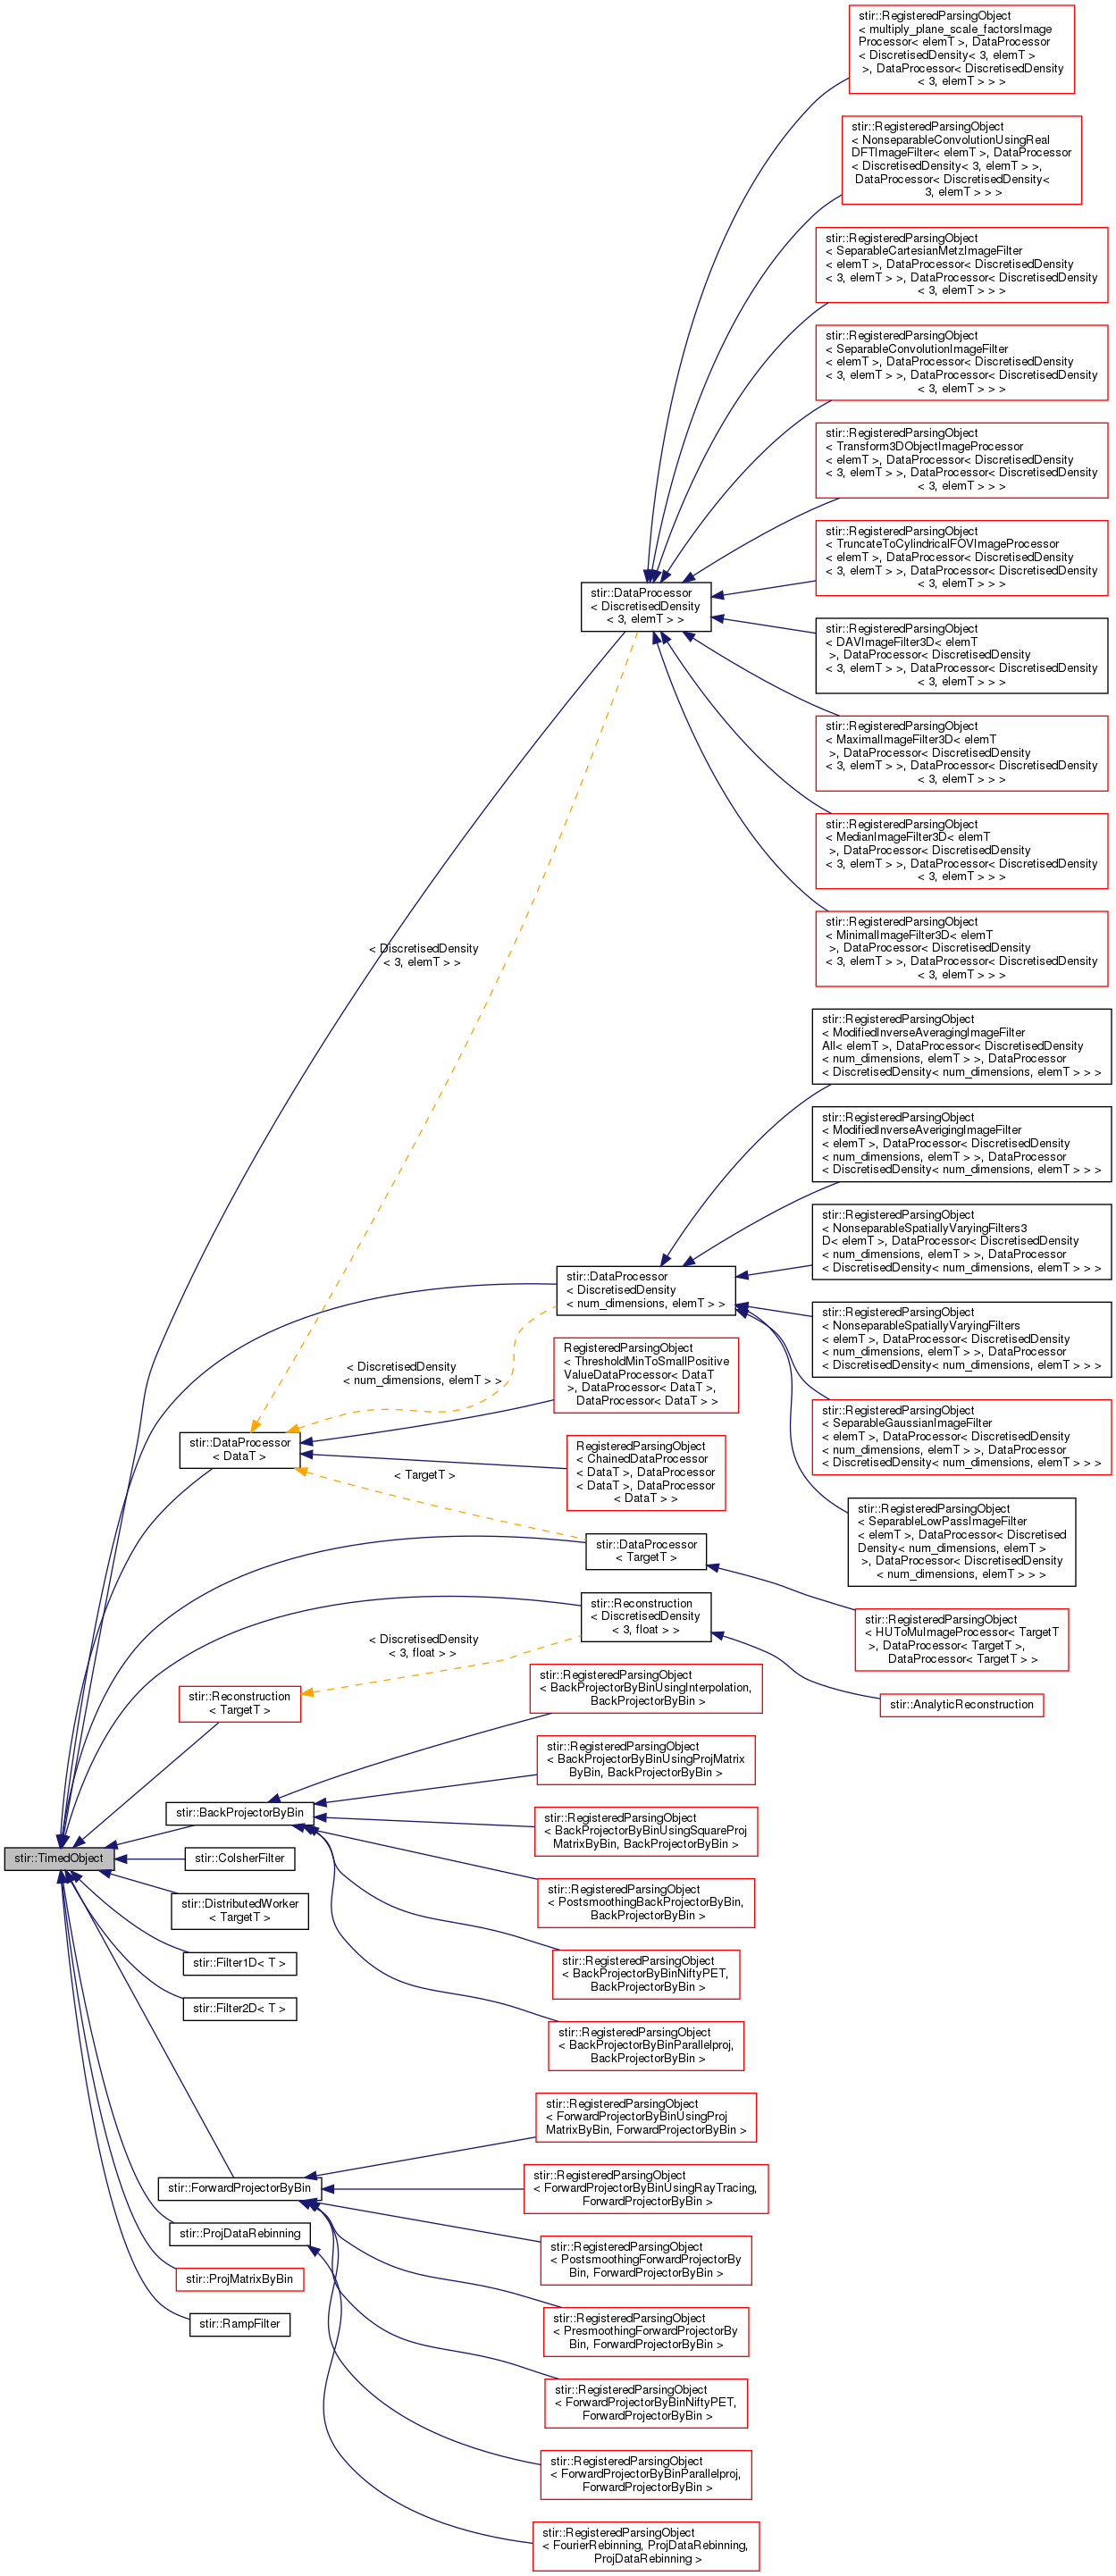 stir::RegisteredParsingObject
< multiply_plane_scale_factorsImage
Processor< elemT >, DataProcessor
< DiscretisedDensity< 3, elemT >
>, DataProcessor< DiscretisedDensity
< 3, elemT > > >
stir::RegisteredParsingObject
< NonseparableConvolutionUsingReal
DFTImageFilter< elemT >, DataProcessor
< DiscretisedDensity< 3, elemT > >,
DataProcessor< DiscretisedDensity<
3, elemT > > >
stir::RegisteredParsingObject
< SeparableCartesianMetzImageFilter
< elemT >, DataProcessor< DiscretisedDensity
< 3, elemT > >, DataProcessor< DiscretisedDensity
< 3, elemT > > >
stir::RegisteredParsingObject
< SeparableConvolutionImageFilter
< elemT >, DataProcessor< DiscretisedDensity
< 3, elemT > >, DataProcessor< DiscretisedDensity
< 3, elemT > > >
stir::RegisteredParsingObject
< Transform3DObjectImageProcessor
< elemT >, DataProcessor< DiscretisedDensity
< 3, elemT > >, DataProcessor< DiscretisedDensity
< 3, elemT > > >
stir::RegisteredParsingObject
< TruncateToCylindricalFOVImageProcessor
< elemT >, DataProcessor< DiscretisedDensity
< 3, elemT > >, DataProcessor< DiscretisedDensity
< 3, elemT > > >
stir::DataProcessor
< DiscretisedDensity
< 3, elemT > >
stir::RegisteredParsingObject
< DAVImageFilter3D< elemT
>, DataProcessor< DiscretisedDensity
< 3, elemT > >, DataProcessor< DiscretisedDensity
< 3, elemT > > >
stir::RegisteredParsingObject
< MaximalImageFilter3D< elemT
>, DataProcessor< DiscretisedDensity
< 3, elemT > >, DataProcessor< DiscretisedDensity
< 3, elemT > > >
stir::RegisteredParsingObject
< MedianImageFilter3D< elemT
>, DataProcessor< DiscretisedDensity
< 3, elemT > >, DataProcessor< DiscretisedDensity
< 3, elemT > > >
stir::RegisteredParsingObject
< MinimalImageFilter3D< elemT
>, DataProcessor< DiscretisedDensity
< 3, elemT > >, DataProcessor< DiscretisedDensity
< 3, elemT > > >
< DiscretisedDensity
< 3, elemT > >
stir::RegisteredParsingObject
< ModifiedInverseAveragingImageFilter
All< elemT >, DataProcessor< DiscretisedDensity
< num_dimensions, elemT > >, DataProcessor
< DiscretisedDensity< num_dimensions, elemT > > >
stir::RegisteredParsingObject
< ModifiedInverseAverigingImageFilter
< elemT >, DataProcessor< DiscretisedDensity
< num_dimensions, elemT > >, DataProcessor
< DiscretisedDensity< num_dimensions, elemT > > >
stir::RegisteredParsingObject
< NonseparableSpatiallyVaryingFilters3
D< elemT >, DataProcessor< DiscretisedDensity
< num_dimensions, elemT > >, DataProcessor
< DiscretisedDensity< num_dimensions, elemT > > >
stir::DataProcessor
< DiscretisedDensity
< num_dimensions, elemT > >
stir::RegisteredParsingObject
< NonseparableSpatiallyVaryingFilters
< elemT >, DataProcessor< DiscretisedDensity
< num_dimensions, elemT > >, DataProcessor
< DiscretisedDensity< num_dimensions, elemT > > >
< DiscretisedDensity
< num_dimensions, elemT > >
RegisteredParsingObject
< ThresholdMinToSmallPositive
ValueDataProcessor< DataT
>, DataProcessor< DataT >,
DataProcessor< DataT > >
stir::RegisteredParsingObject
< SeparableGaussianImageFilter
< elemT >, DataProcessor< DiscretisedDensity
< num_dimensions, elemT > >, DataProcessor
< DiscretisedDensity< num_dimensions, elemT > > >
stir::DataProcessor
< DataT >
RegisteredParsingObject
< ChainedDataProcessor
< DataT >, DataProcessor
< DataT >, DataProcessor
< DataT > >
< TargetT >
stir::RegisteredParsingObject
< SeparableLowPassImageFilter
< elemT >, DataProcessor< Discretised
Density< num_dimensions, elemT >
>, DataProcessor< DiscretisedDensity
< num_dimensions, elemT > > >
stir::DataProcessor
< TargetT >
stir::Reconstruction
< DiscretisedDensity
< 3, float > >
stir::RegisteredParsingObject
< HUToMuImageProcessor< TargetT
>, DataProcessor< TargetT >,
DataProcessor< TargetT > >
< DiscretisedDensity
< 3, float > >
stir::Reconstruction
< TargetT >
stir::RegisteredParsingObject
< BackProjectorByBinUsingInterpolation,
BackProjectorByBin >
stir::AnalyticReconstruction
stir::RegisteredParsingObject
< BackProjectorByBinUsingProjMatrix
ByBin, BackProjectorByBin >
stir::BackProjectorByBin
stir::RegisteredParsingObject
< BackProjectorByBinUsingSquareProj
MatrixByBin, BackProjectorByBin >
stir::TimedObject
stir::ColsherFilter
stir::RegisteredParsingObject
< PostsmoothingBackProjectorByBin,
BackProjectorByBin >
stir::DistributedWorker
< TargetT >
stir::Filter1D< T >
stir::RegisteredParsingObject
< BackProjectorByBinNiftyPET,
BackProjectorByBin >
stir::Filter2D< T >
stir::RegisteredParsingObject
< BackProjectorByBinParallelproj,
BackProjectorByBin >
stir::RegisteredParsingObject
< ForwardProjectorByBinUsingProj
MatrixByBin, ForwardProjectorByBin >
stir::ForwardProjectorByBin
stir::RegisteredParsingObject
< ForwardProjectorByBinUsingRayTracing,
ForwardProjectorByBin >
stir::ProjDataRebinning
stir::RegisteredParsingObject
< PostsmoothingForwardProjectorBy
Bin, ForwardProjectorByBin >
stir::ProjMatrixByBin
stir::RampFilter
stir::RegisteredParsingObject
< PresmoothingForwardProjectorBy
Bin, ForwardProjectorByBin >
stir::RegisteredParsingObject
< ForwardProjectorByBinNiftyPET,
ForwardProjectorByBin >
stir::RegisteredParsingObject
< ForwardProjectorByBinParallelproj,
ForwardProjectorByBin >
stir::RegisteredParsingObject
< FourierRebinning, ProjDataRebinning,
ProjDataRebinning >